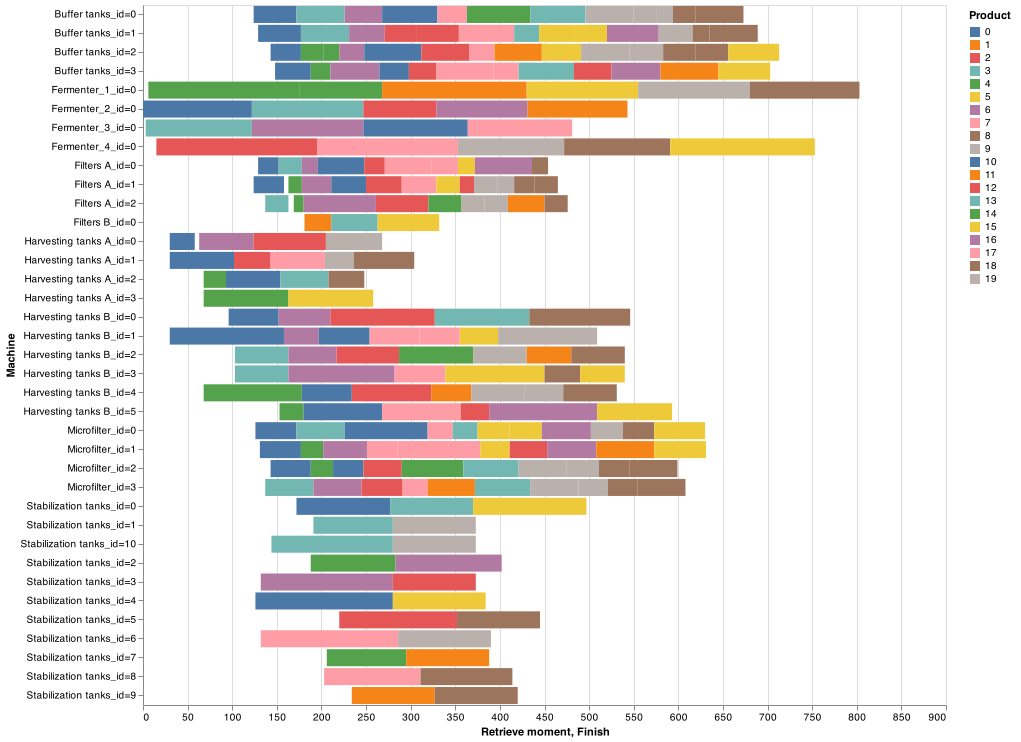 Buffer tanks_id=0
Buffer tanks_id=1
Buffer tanks_id=2
Buffer tanks_id=3
Fermenter_1_id=0
Fermenter_2_id=0
Fermenter_3_id=0
Fermenter_4_id=0
Filters A_id=0
Filters A_id=1
Filters A_id=2
Filters B_id=0
Harvesting tanks A_id=0
Harvesting tanks A_id=1
Harvesting tanks A_id=2
Harvesting tanks A_id=3
Harvesting tanks B_id=0
Harvesting tanks B_id=1
Harvesting tanks B_id=2
Harvesting tanks B_id=3
Harvesting tanks B_id=4
Harvesting tanks B_id=5
Microfilter_id=0
Microfilter_id=1
Microfilter_id=2
Microfilter_id=3
Stabilization tanks_id=0
Stabilization tanks_id=1
Stabilization tanks_id=10
Stabilization tanks_id=2
Stabilization tanks_id=3
Stabilization tanks_id=4
Stabilization tanks_id=5
Stabilization tanks_id=6
Stabilization tanks_id=7
Stabilization tanks_id=8
Stabilization tanks_id=9
Machine
0 50 100 150 200 250 300 350 400 450 500 550 600 650 700 750 800 850 900
Retrieve moment, Finish
Product
0
1
2
3
4
5
6
7
8
9
10
11
12
13
14
15
16
17
18
19